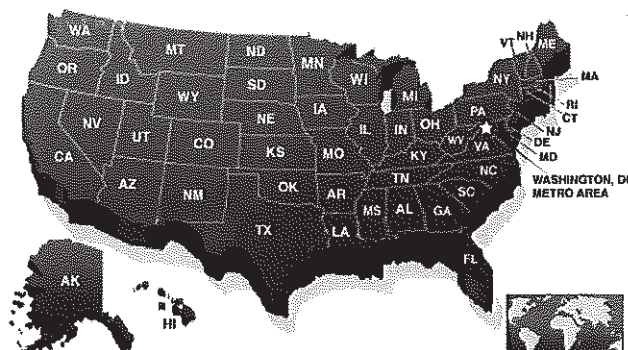 WA
MT
ND
MN
VT
NH
ME
OR
ID
SD
WI
NY
MA
WY
MI
RI
CT
NV
UT
NE
IA
PA
NJ
CO
IL
IN
OH
WY
VA
DE
MD
CA
KS
MO
KY
WASHINGTON, D
METRO AREA
AZ
NM
OK
AR
TN
NC
SC
TX
LA
MS
AL
GA
FL
AK
HI